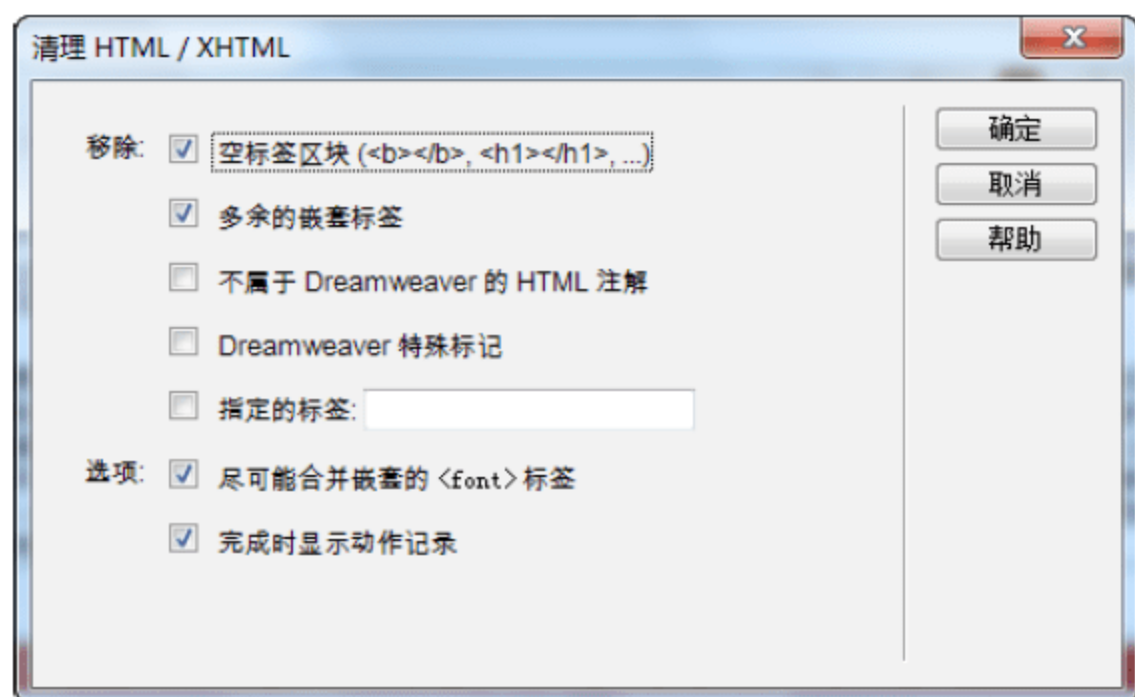 清理 HTML / XHTML
移除: 空标签区块 (<b></b>, <h1></h1>, ...)
多余的嵌套标签
不属于 Dreamweaver 的 HTML 注解
Dreamweaver 特殊标记
指定的标签:
选项: 尽可能合并嵌套的 <font> 标签
完成时显示动作记录
确定
取消
帮助